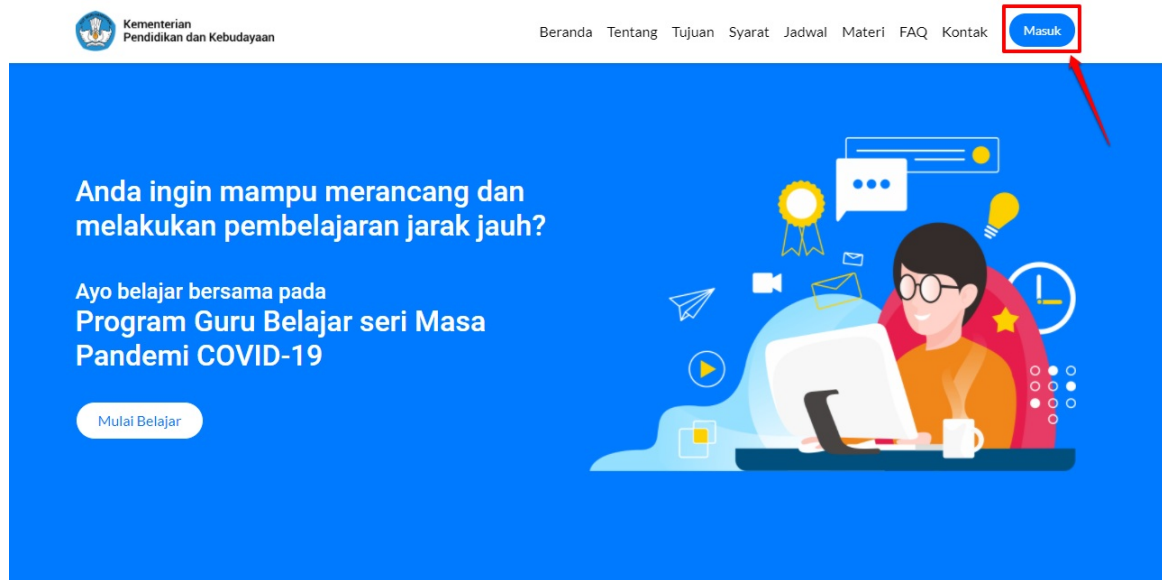 Kementerian
Pendidikan dan Kebudayaan
Beranda Tentang Tujuan Syarat Jadwal Materi FAQ Kontak Masuk
Anda ingin mampu merancang dan
melakukan pembelajaran jarak jauh?
Ayo belajar bersama pada
Program Guru Belajar seri Masa
Pandemi COVID-19
Mulai Belajar